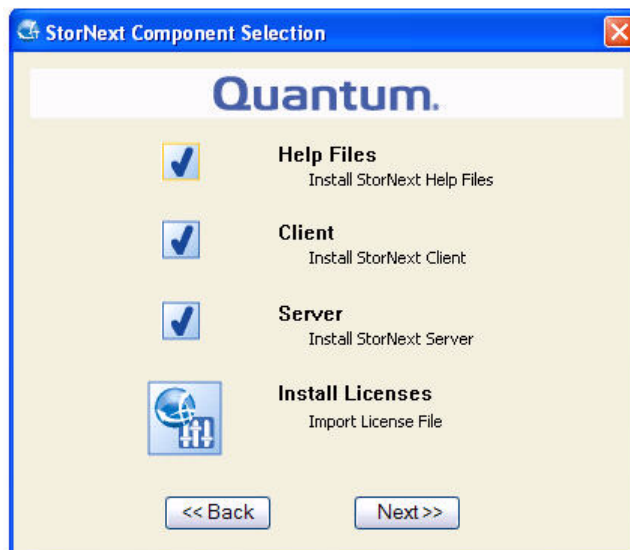 StorNext Component Selection
Quantum.
Help Files
Install StorNext Help Files
Client
Install StorNext Client
Server
Install StorNext Server
Install Licenses
Import License File
<< Back
Next >>